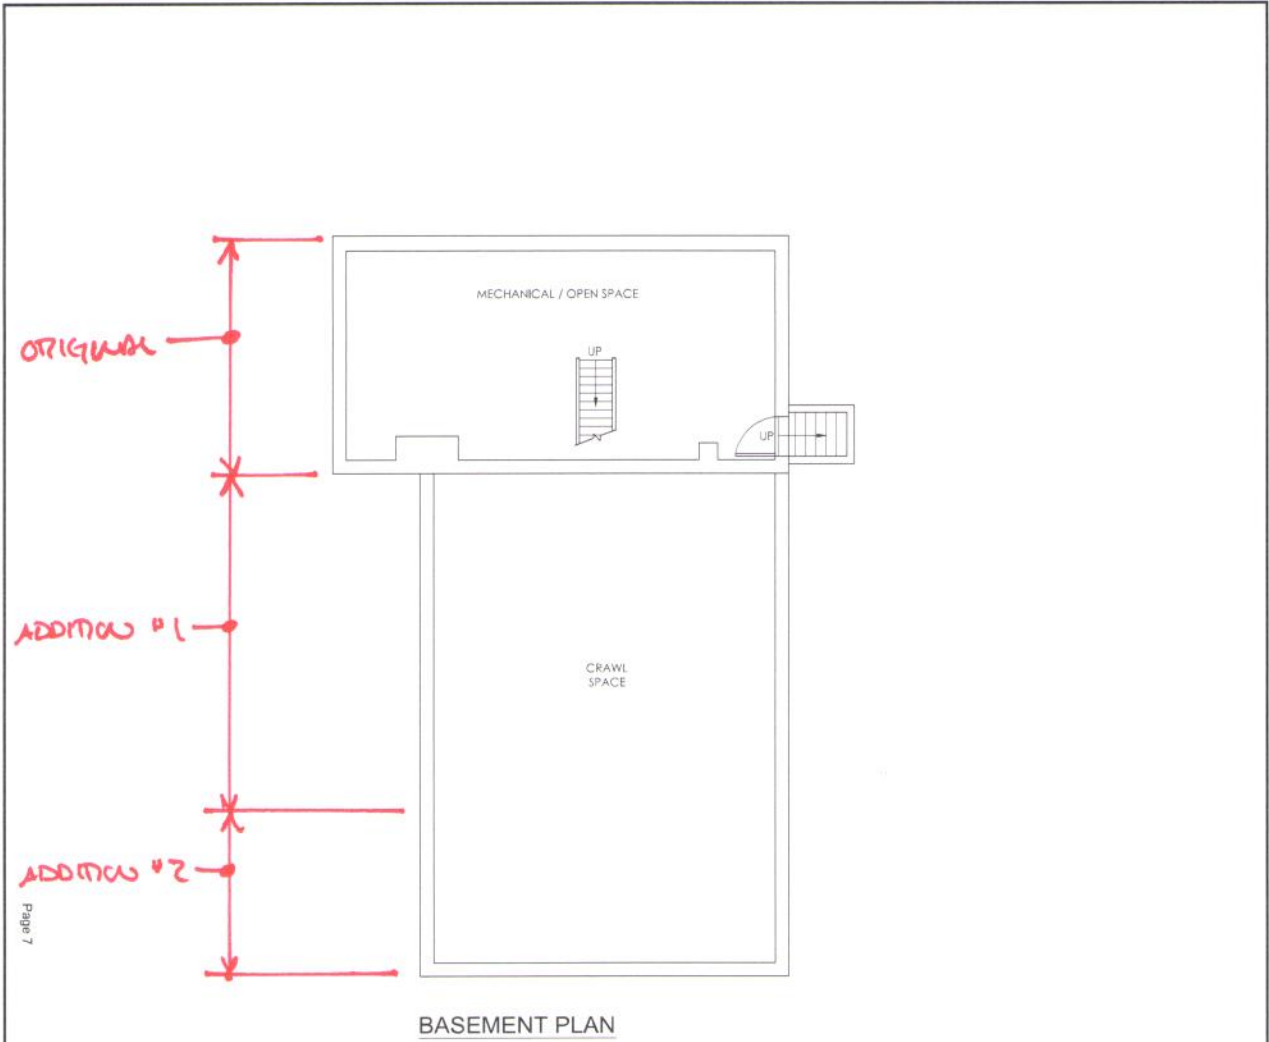 MECHANICAL / OPEN SPACE
ORIGINAL
UP
UP
ADDITION #1
CRAWL
SPACE
ADDITION #2
Page 7
BASEMENT PLAN